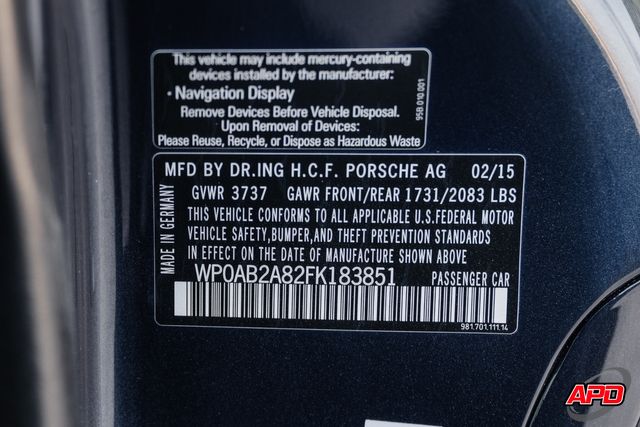 This vehicle may include mercury-containing
devices installed by the manufacturer:
• Navigation Display
Remove Devices Before Vehicle Disposal.
Upon Removal of Devices:
Please Reuse, Recycle, or Dispose as Hazardous Waste
95B 010 001
MFD BY DR.ING H.C.F. PORSCHE AG 02/15
GVWR 3737 GAWR FRONT/REAR 1731/2083 LBS
THIS VEHICLE CONFORMS TO ALL APPLICABLE U.S.FEDERAL MOTOR
VEHICLE SAFETY,BUMPER,AND THEFT PREVENTION STANDARDS
IN EFFECT ON THE DATE OF MANUFACTURE SHOWN ABOVE
WP0AB2A82FK183851 PASSENGER CAR
MADE IN GERMANY
981.701.111.14
APD